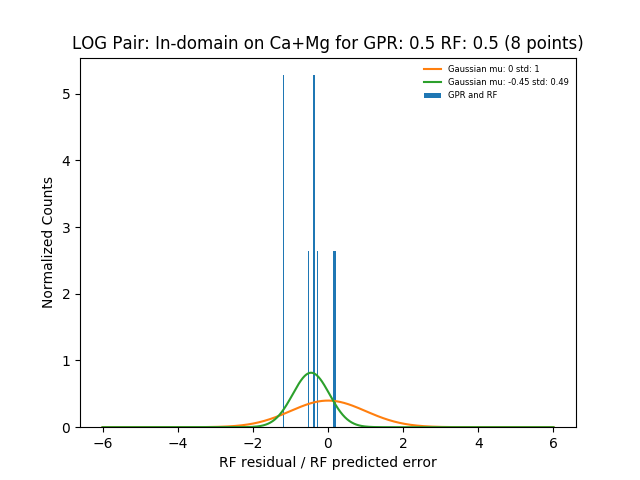 LOG Pair: In-domain on Ca+Mg for GPR: 0.5 RF: 0.5 (8 points)
Gaussian mu: 0 std: 1
Gaussian mu: -0.45 std: 0.49
GPR and RF
Normalized Counts
5
4
3
2
1
0
−6
−4
−2
0
2
4
6
RF residual / RF predicted error